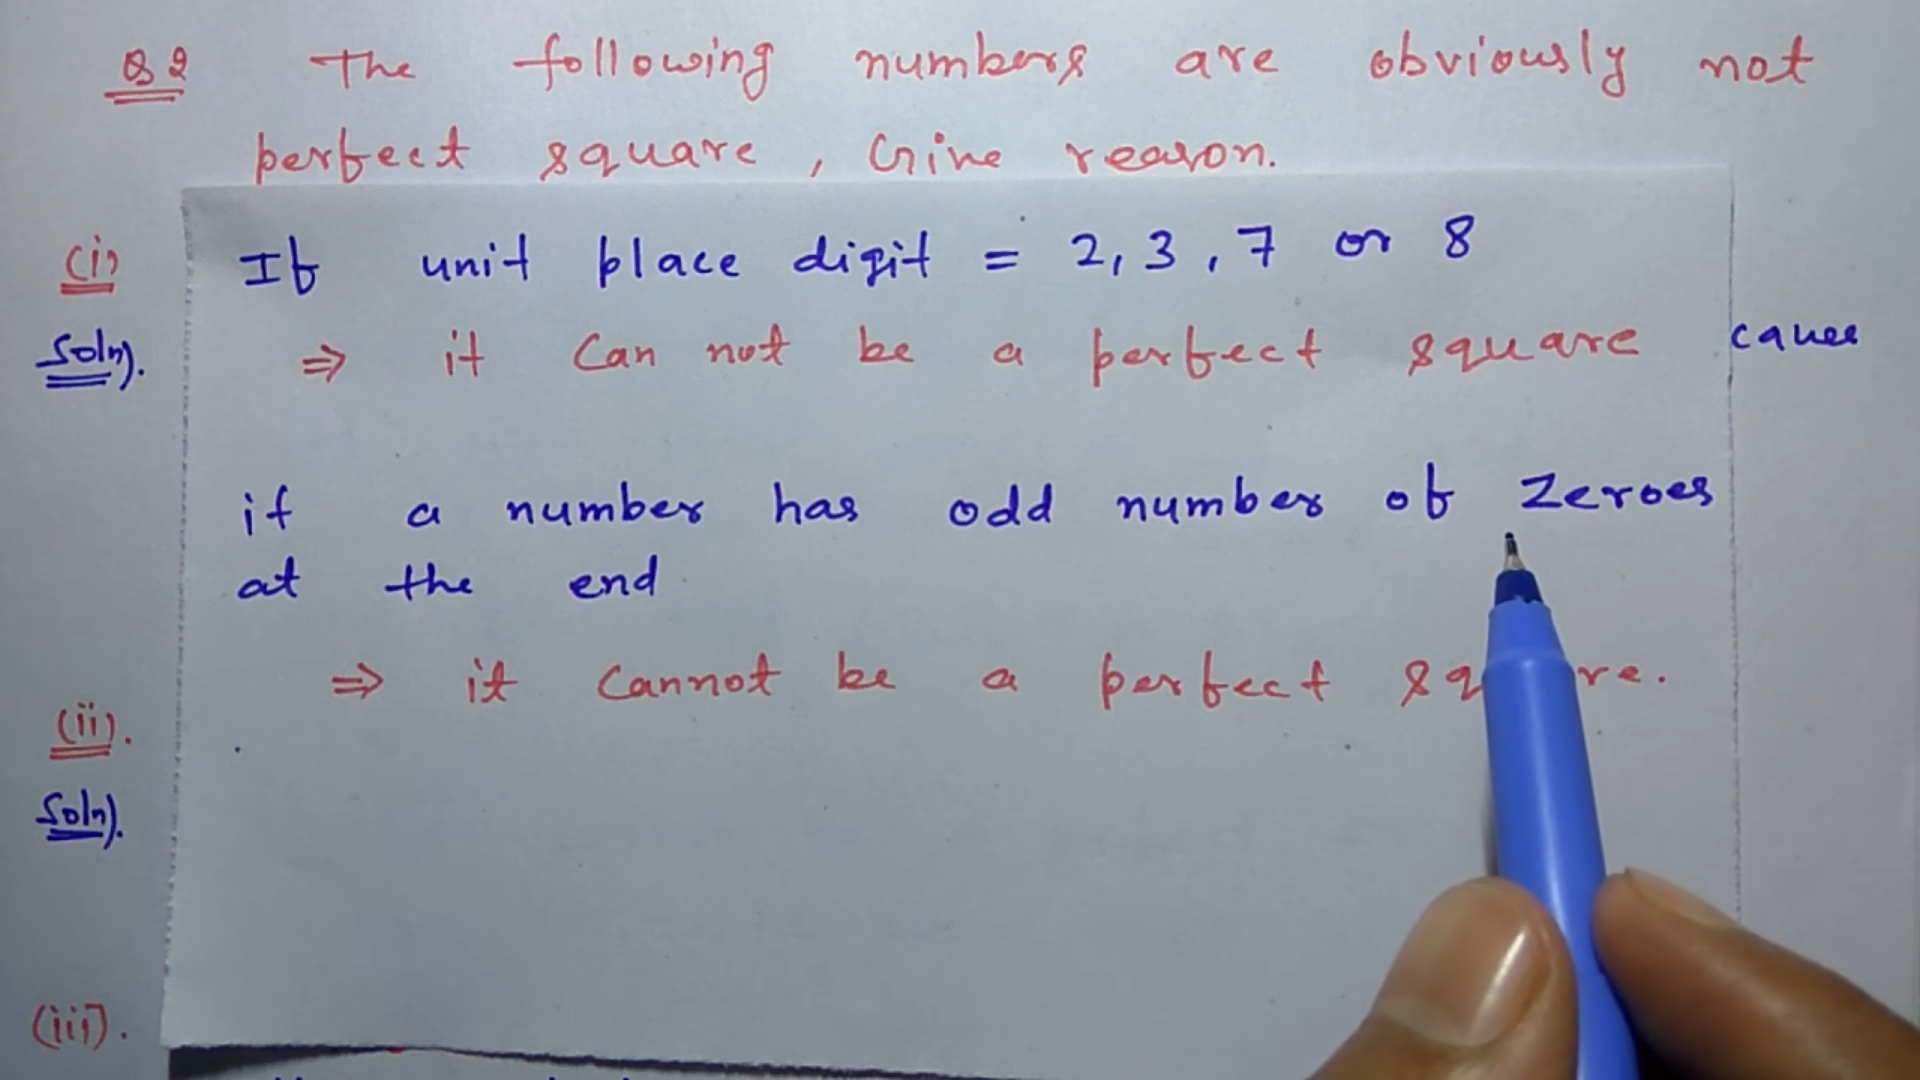 Q2 The following numbers are obviously not
perfect square, Give reason.
(i) If unit place digit = 2, 3, 7 or 8
Soln). ⇒ it Can not be a perfect square
if a number has odd number of Zeroes
at the end
⇒ it Cannot be a perfect square.
(ii).
Soln).
(iii).